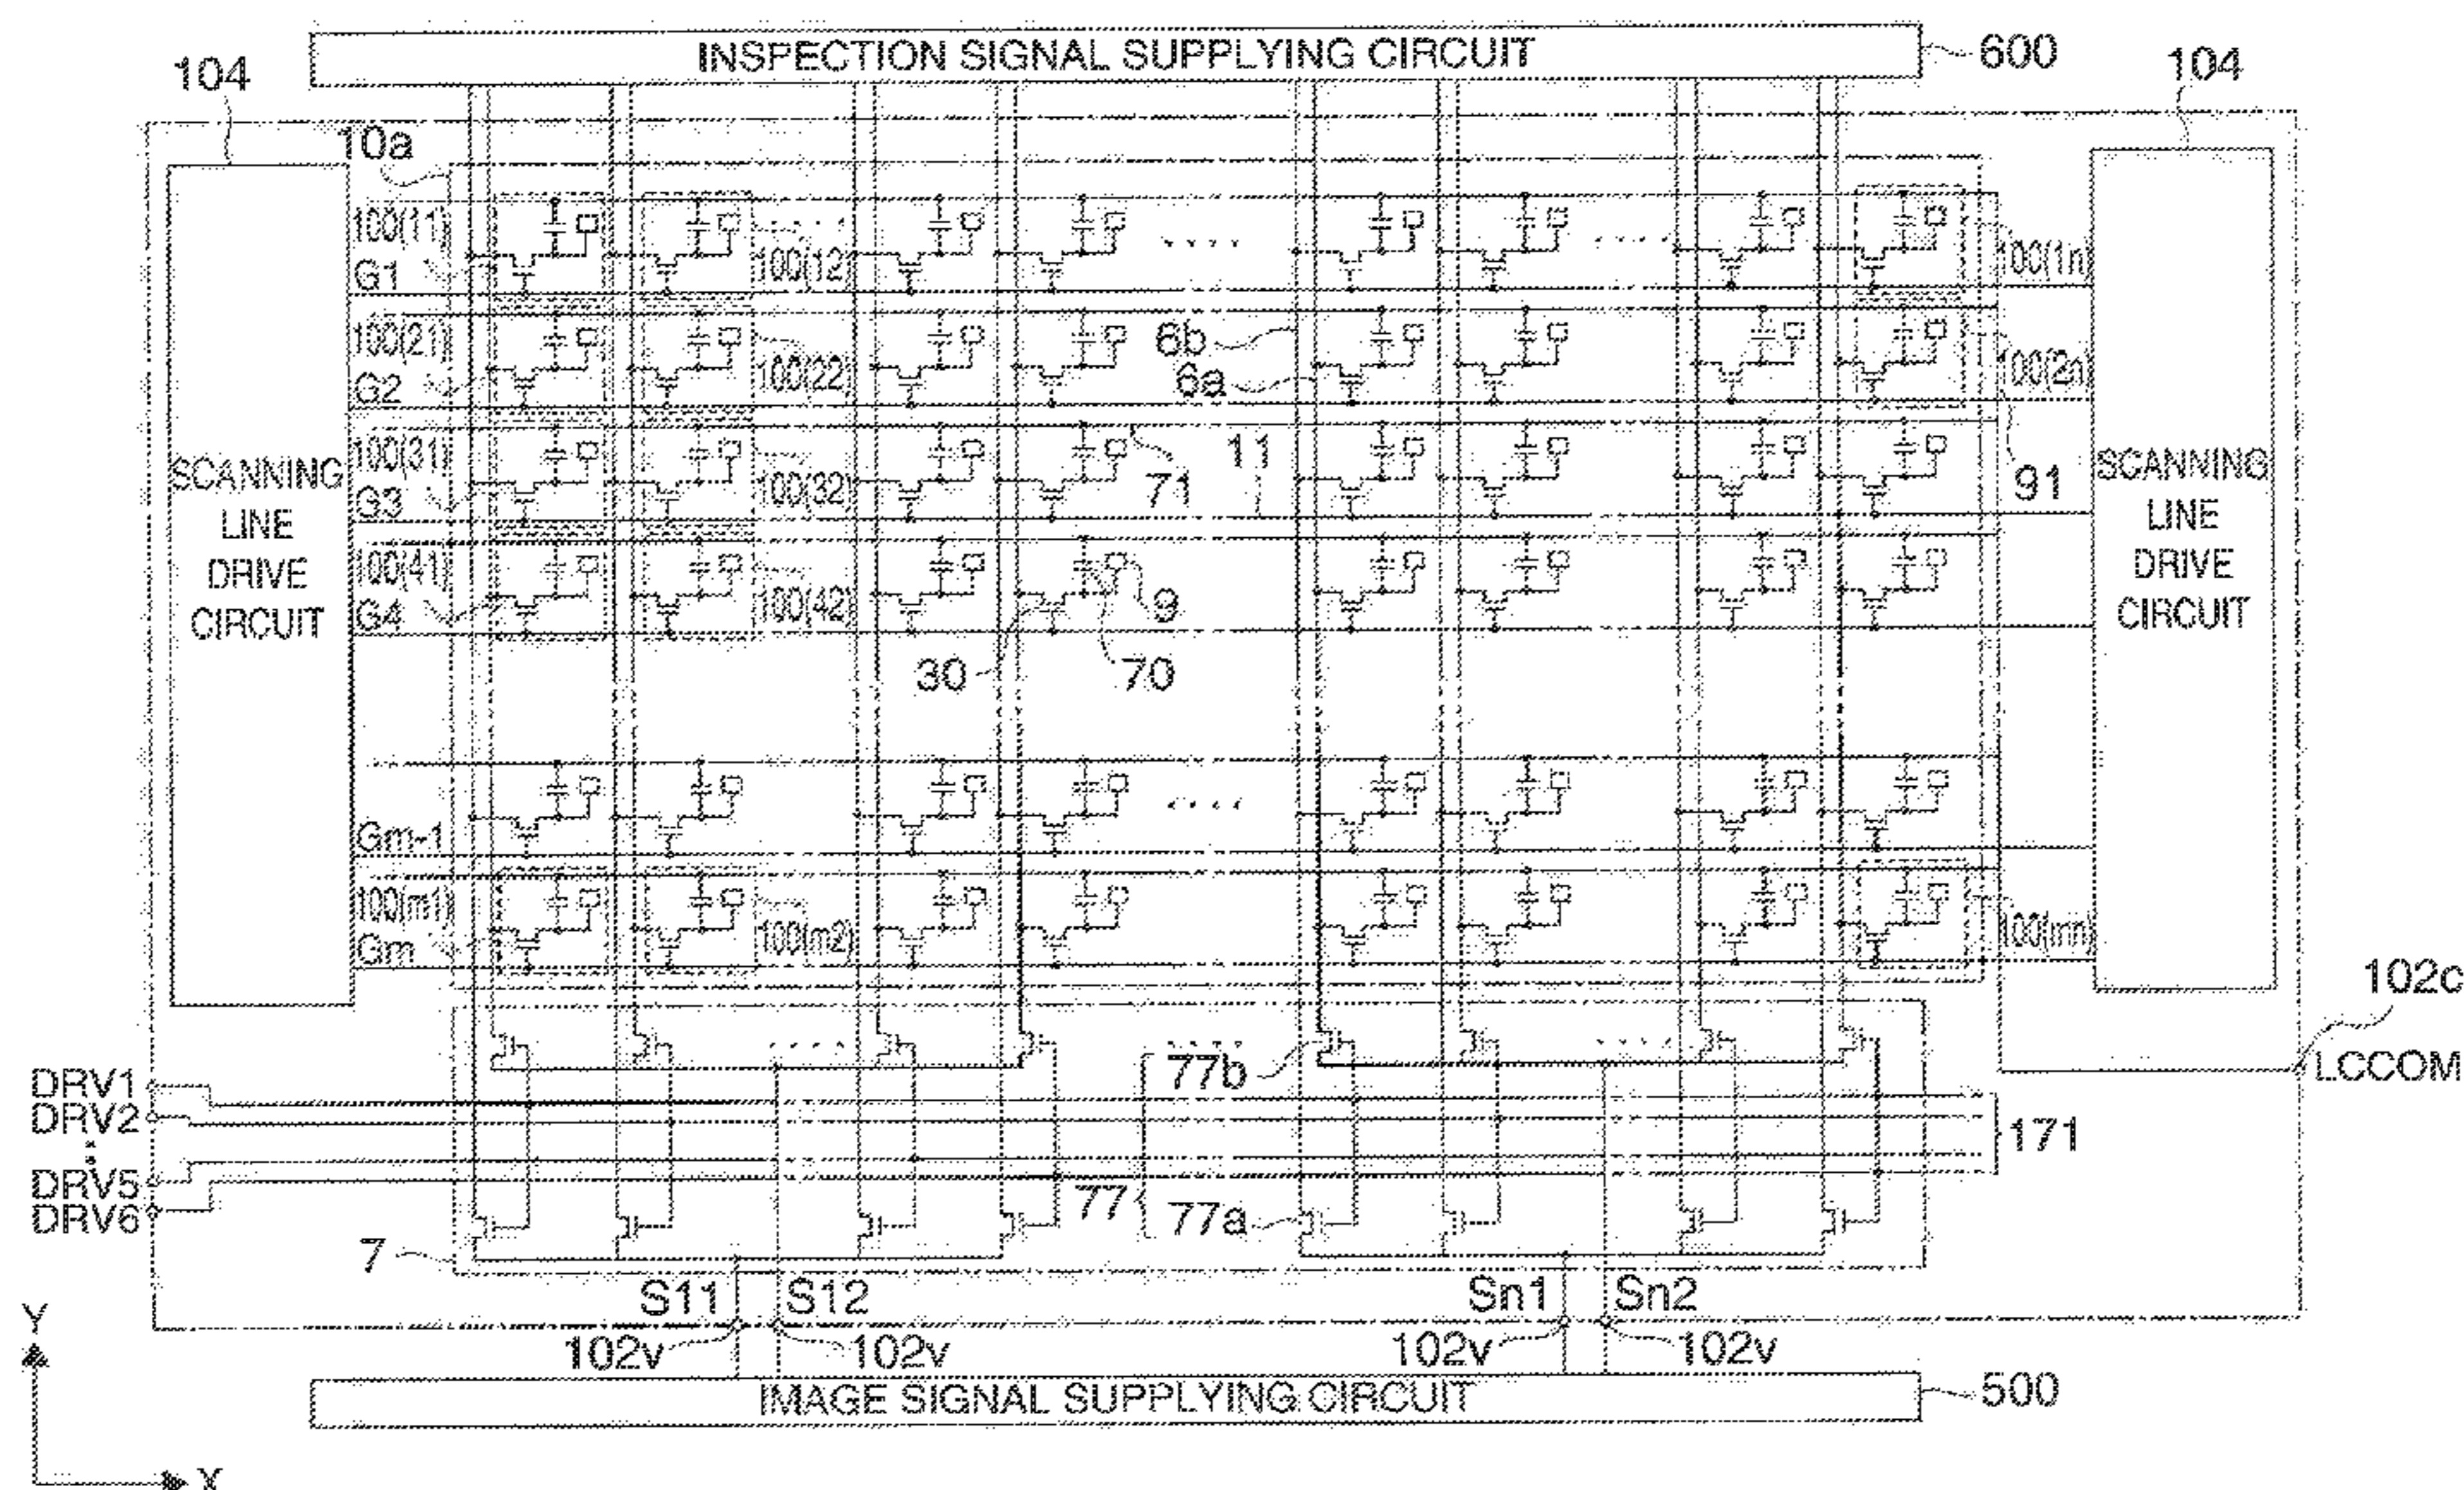 INSPECTION SIGNAL SUPPLYING CIRCUIT
600
104
104
10a
100(11)
G1
100(12)
100(1n)
100(21)
G2
100(22)
6b
6a
100(2n)
100(31)
G3
100(32)
71
11
91
SCANNING
LINE
DRIVE
CIRCUIT
SCANNING
LINE
DRIVE
CIRCUIT
100(41)
G4
100(42)
9
30
70
Gm-1
100(m1)
Gm
100(m2)
100(mn)
102c
LCCOM
DRV1
DRV2
DRV5
DRV6
77b
171
77
77a
7
S11
S12
Sn1
Sn2
102v
102v
102v
102v
Y
X
IMAGE SIGNAL SUPPLYING CIRCUIT
500